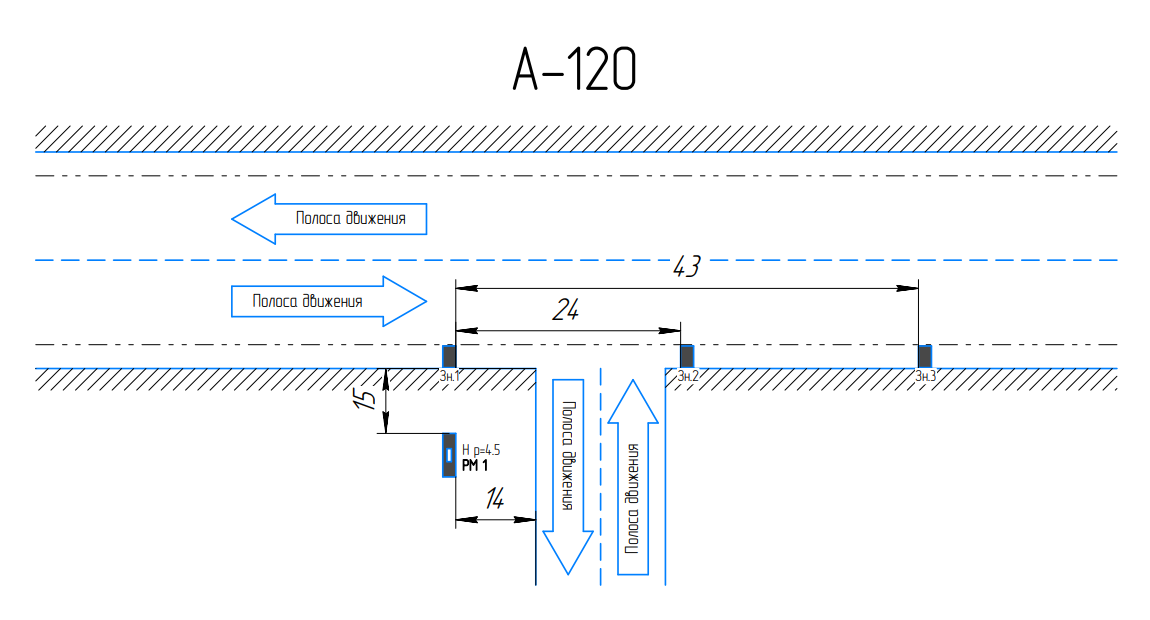 А-120
Полоса движения
43
Полоса движения
24
Зн.1
Зн.2
Зн.3
15
Полоса движения
Полоса движения
Н р=4.5
РМ 1
14